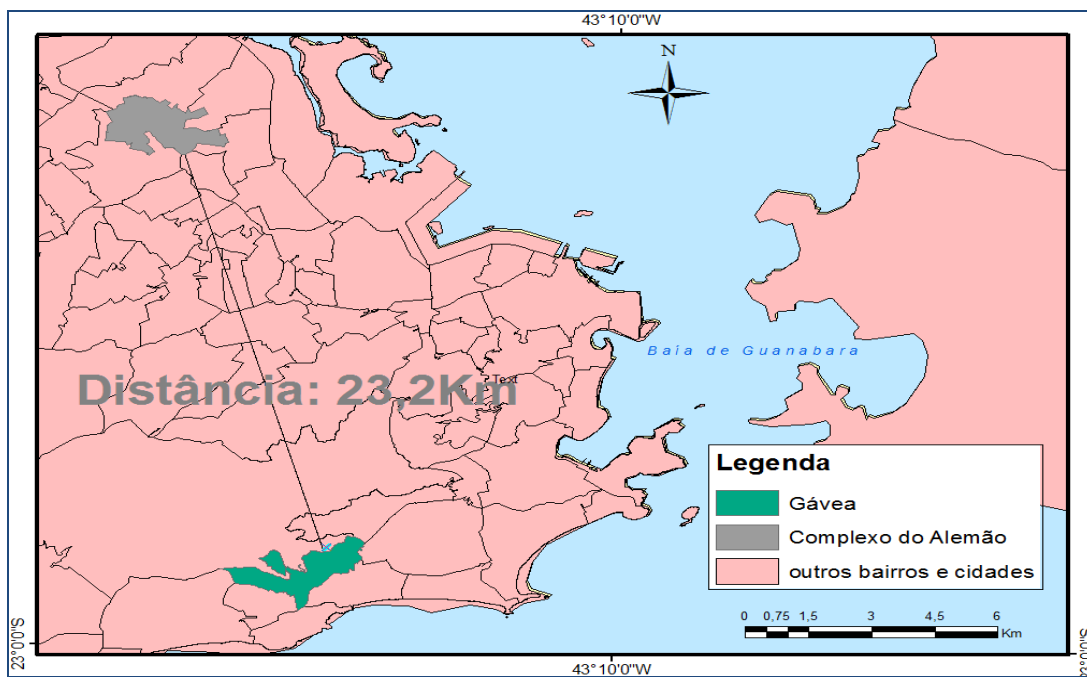 43°10'0"W
N
Baía de Guanabara
Text
Distância: 23,2Km
Legenda
Gávea
Complexo do Alemão
outros bairros e cidades
0 0,75 1,5 3 4,5 6
Km
23°0'0"S
23°0'0"S
43°10'0"W